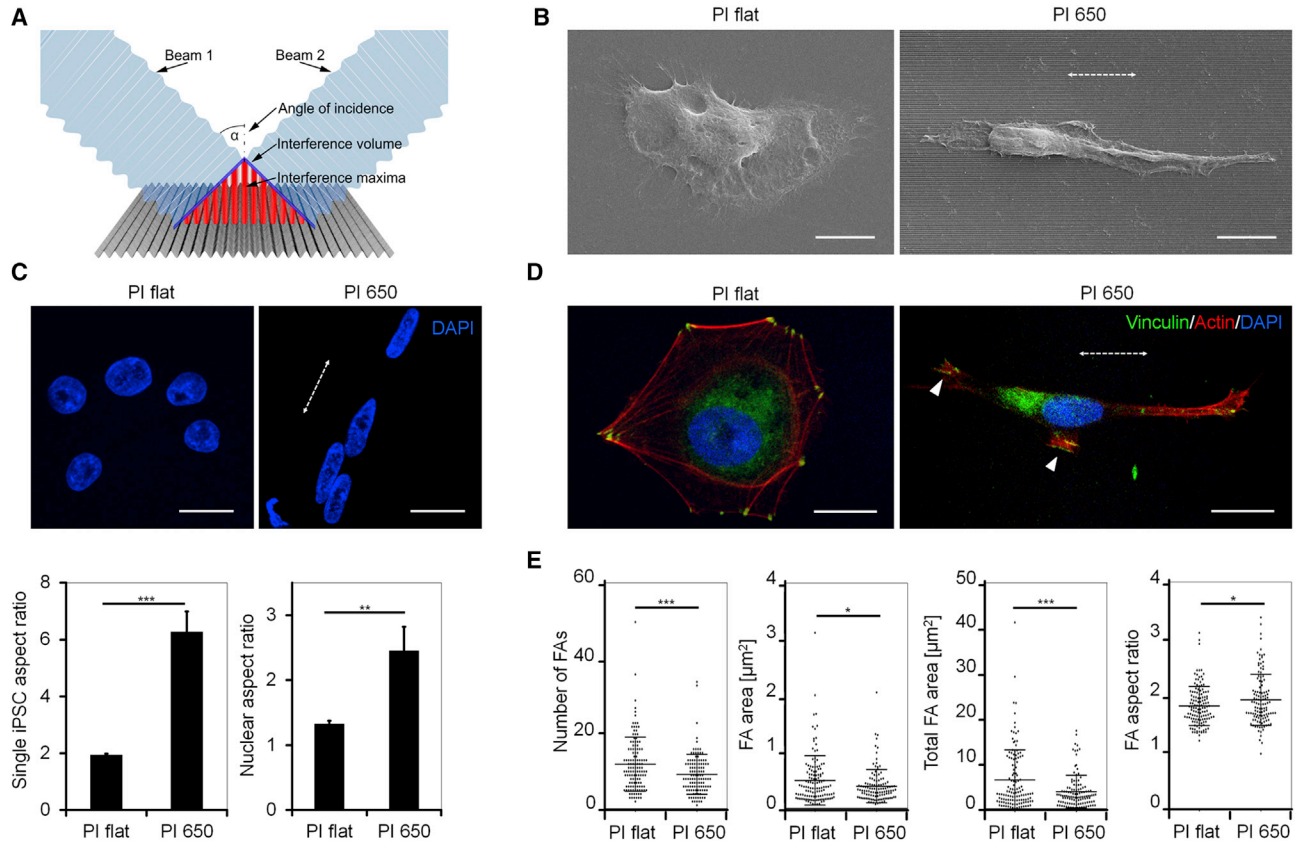 A
Beam 1
Beam 2
Angle of incidence
α
Interference volume
Interference maxima
B
PI flat
PI 650
C
PI flat
PI 650
DAPI
D
PI flat
PI 650
Vinculin/Actin/DAPI
Single iPSC aspect ratio
8
6
4
2
0
***
PI flat
PI 650
Nuclear aspect ratio
3
2
1
0
**
PI flat
PI 650
E
Number of FAs
60
40
20
0
***
PI flat
PI 650
FA area [µm²]
4
3
2
1
0
*
PI flat
PI 650
Total FA area [µm²]
50
40
30
20
10
0
***
PI flat
PI 650
FA aspect ratio
4
3
2
1
0
*
PI flat
PI 650